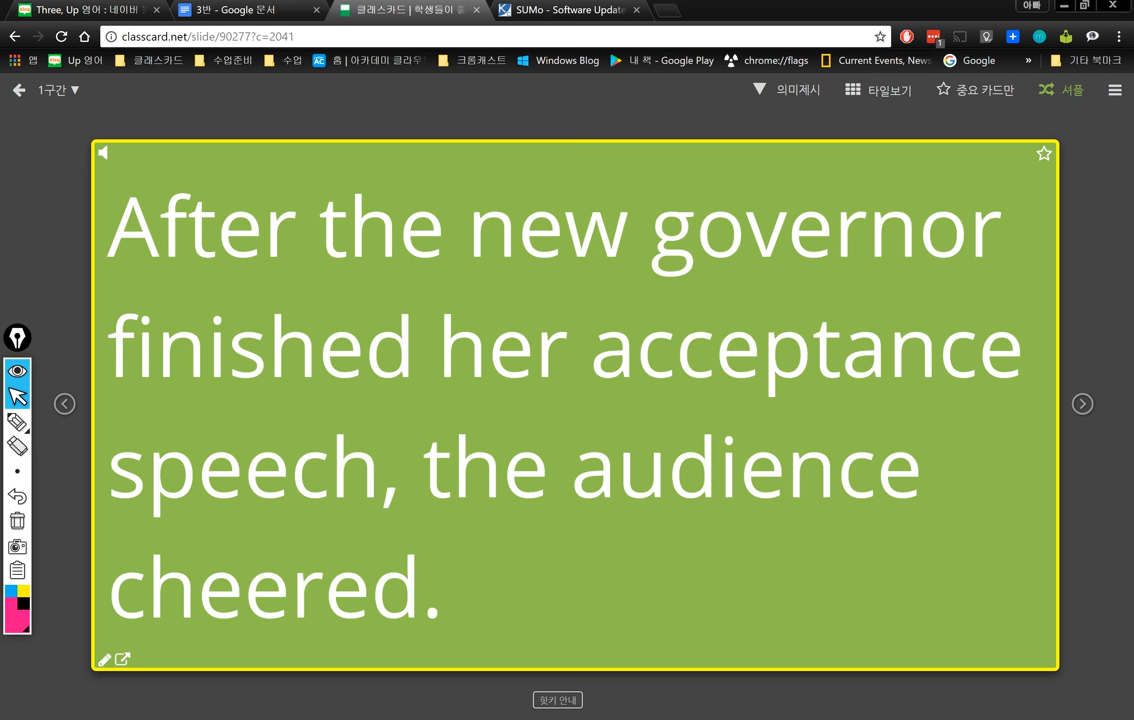 Three, Up 영어 : 네이버
3반 - Google 문서
클래스카드 | 학생들이
SUMo - Software Update
아빠
classcard.net/slide/90277?c=2041
앱
Up 영어
클래스카드
수업준비
수업
홈 | 아카데미 클라우
크롬캐스트
Windows Blog
내 책 - Google Play
chrome://flags
Current Events, News
Google
»
기타 북마크
1구간 ▼
의미제시
타일보기
중요 카드만
셔플
After the new governor
finished her acceptance
speech, the audience
cheered.
핫키 안내